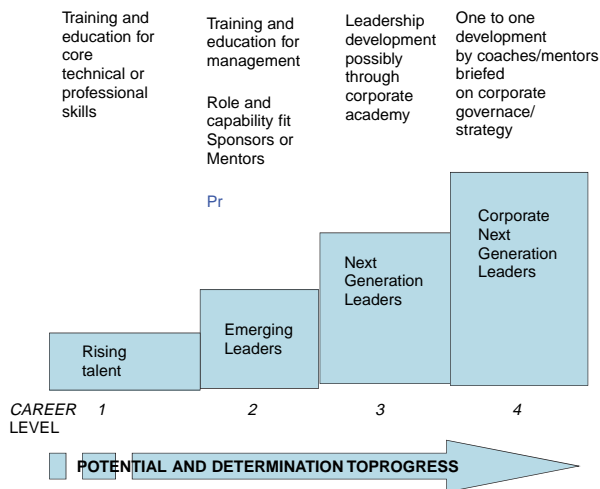 Training and
education for
core
technical or
professional
skills
Training and
education for
management
Role and
capability fit
Sponsors or
Mentors
Pr
Leadership
development
possibly
through
corporate
academy
One to one
development
by coaches/mentors
briefed
on corporate
governace/
strategy
Rising
talent
Emerging
Leaders
Next
Generation
Leaders
Corporate
Next
Generation
Leaders
CAREER 1 2 3 4
LEVEL
POTENTIAL AND DETERMINATION TOPROGRESS